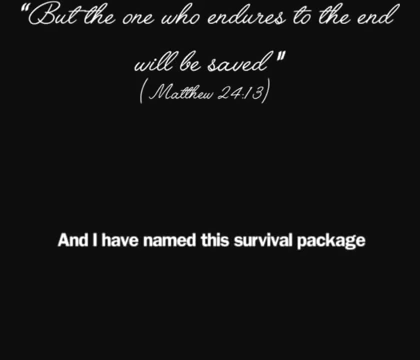 "But the one who endures to the end
will be saved"
(Matthew 24:13)
And I have named this survival package